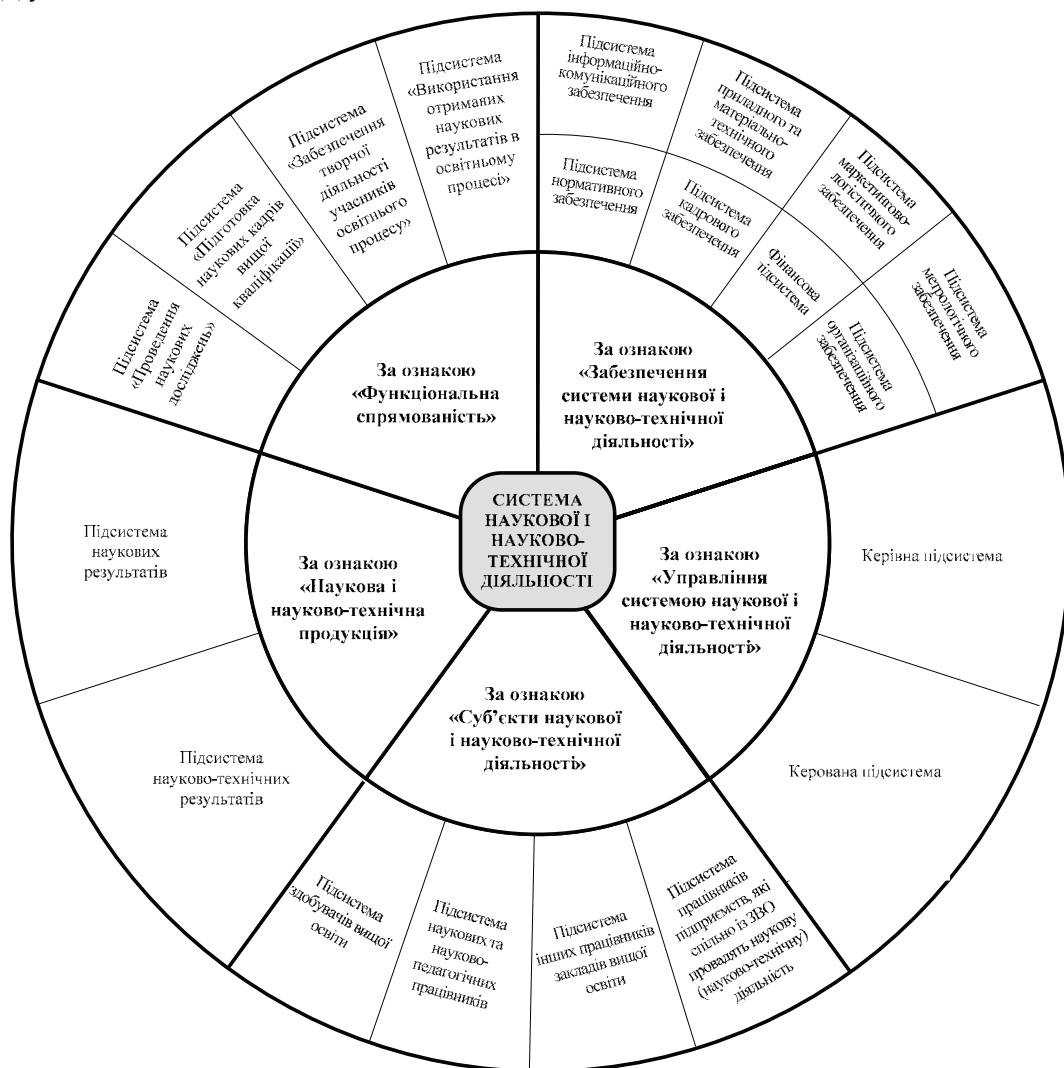 Підсистема
«Проведення
наукових
досліджень»
Підсистема
«Підготовка
наукових кадрів
вищої
кваліфікації»
Підсистема
«Забезпечення
творчої
діяльності
учасників
освітнього
процесу»
Підсистема
«Використання
отриманих
наукових
результатів в
освітньому
процесі»
Підсистема
інформаційно-
комунікаційного
забезпечення
Підсистема
приладного та
матеріально-
технічного
забезпечення
Підсистема
маркетингово-
логістичного
забезпечення
Підсистема
метрологічного
забезпечення
Підсистема
нормативного
забезпечення
Підсистема
кадрового
забезпечення
Фінансова
підсистема
Підсистема
організаційного
забезпечення
За ознакою
«Функціональна
спрямованість»
За ознакою
«Забезпечення
системи наукової і
науково-технічної
діяльності»
СИСТЕМА
НАУКОВОЇ І
НАУКОВО-
ТЕХНІЧНОЇ
ДІЯЛЬНОСТІ
За ознакою
«Наукова і
науково-технічна
продукція»
За ознакою
«Управління
системою наукової і
науково-технічної
діяльності»
За ознакою
«Суб’єкти наукової
і науково-технічної
діяльності»
Підсистема
наукових
результатів
Підсистема
науково-технічних
результатів
Керівна підсистема
Керована підсистема
Підсистема
здобувачів вищої
освіти
Підсистема
наукових та
науково-
педагогічних
працівників
Підсистема
інших працівників
закладів вищої
освіти
Підсистема
працівників
підприємств, які
спільно із ЗВО
провадять наукову
(науково-технічну)
діяльність